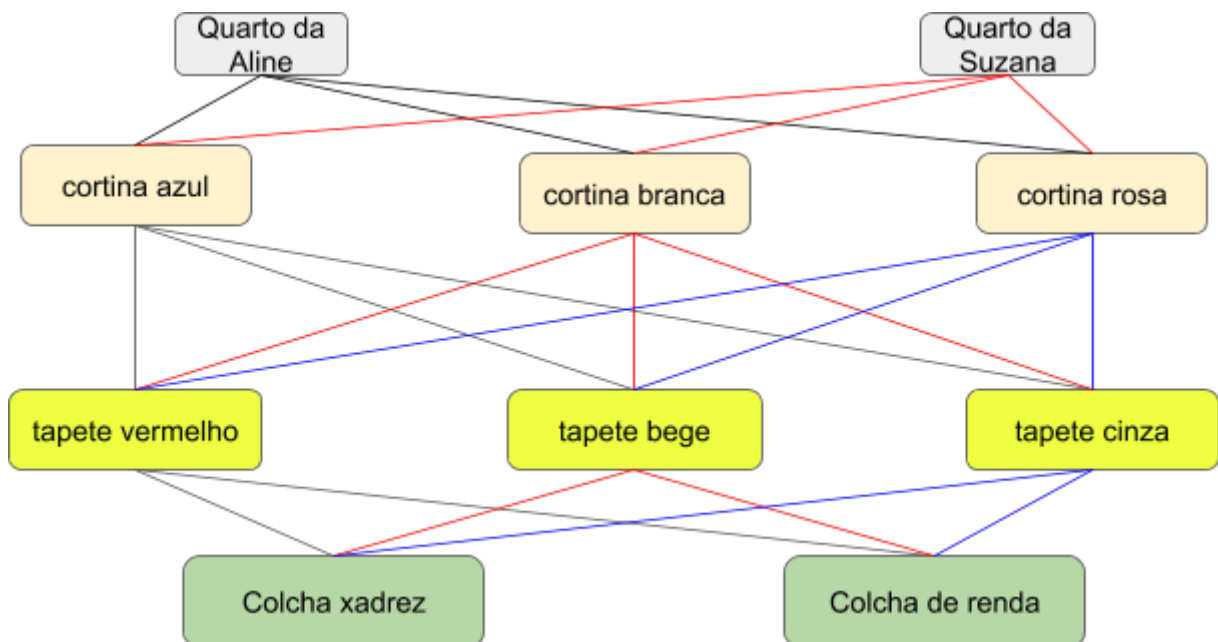 Quarto da
Aline
Quarto da
Suzana
cortina azul
cortina branca
cortina rosa
tapete vermelho
tapete bege
tapete cinza
Colcha xadrez
Colcha de renda